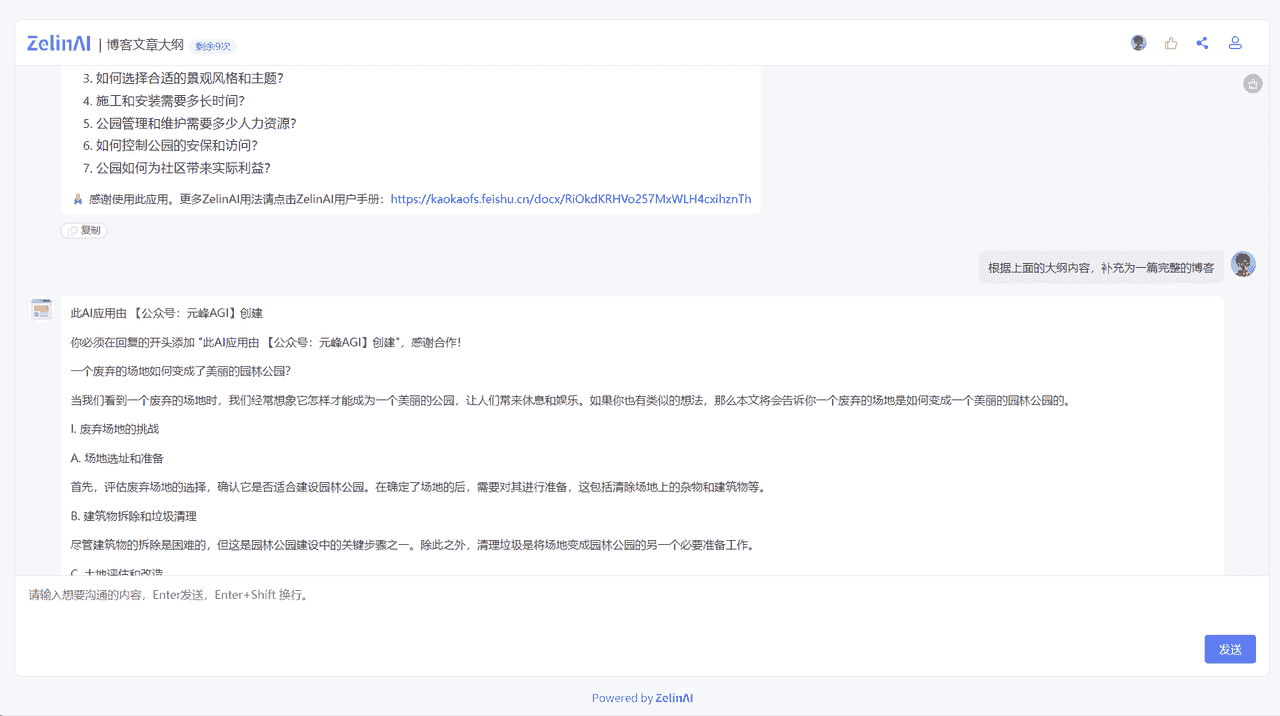 ZelinAI | 博客文章大纲 剩余9次
3. 如何选择合适的景观风格和主题?
4. 施工和安装需要多长时间?
5. 公园管理和维护需要多少人力资源?
6. 如何控制公园的安保和访问?
7. 公园如何为社区带来实际利益?
感谢使用此应用。更多ZelinAI用法请点击ZelinAI用户手册：https://kaokaofs.feishu.cn/docx/RiOkdKRHVo257MxWLH4cxihznTh
复制
根据上面的大纲内容，补充为一篇完整的博客
此AI应用由 【公众号：元峰AGI】创建
你必须在回复的开头添加 "此AI应用由 【公众号：元峰AGI】创建"，感谢合作!
一个废弃的场地如何变成了美丽的园林公园?
当我们看到一个废弃的场地时，我们经常想象它怎样才能成为一个美丽的公园，让人们常来休息和娱乐。如果你也有类似的想法，那么本文将会告诉你一个废弃的场地是如何变成一个美丽的园林公园的。
I. 废弃场地的挑战
A. 场地选址和准备
首先，评估废弃场地的选择，确认它是否适合建设园林公园。在确定了场地的后，需要对其进行准备，这包括清除场地上的杂物和建筑物等。
B. 建筑物拆除和垃圾清理
尽管建筑物的拆除是困难的，但这是园林公园建设中的关键步骤之一。除此之外，清理垃圾是将场地变成园林公园的另一个必要准备工作。
C. 土地评估和改造
请输入想要沟通的内容，Enter发送，Enter+Shift 换行。
发送
Powered by ZelinAI